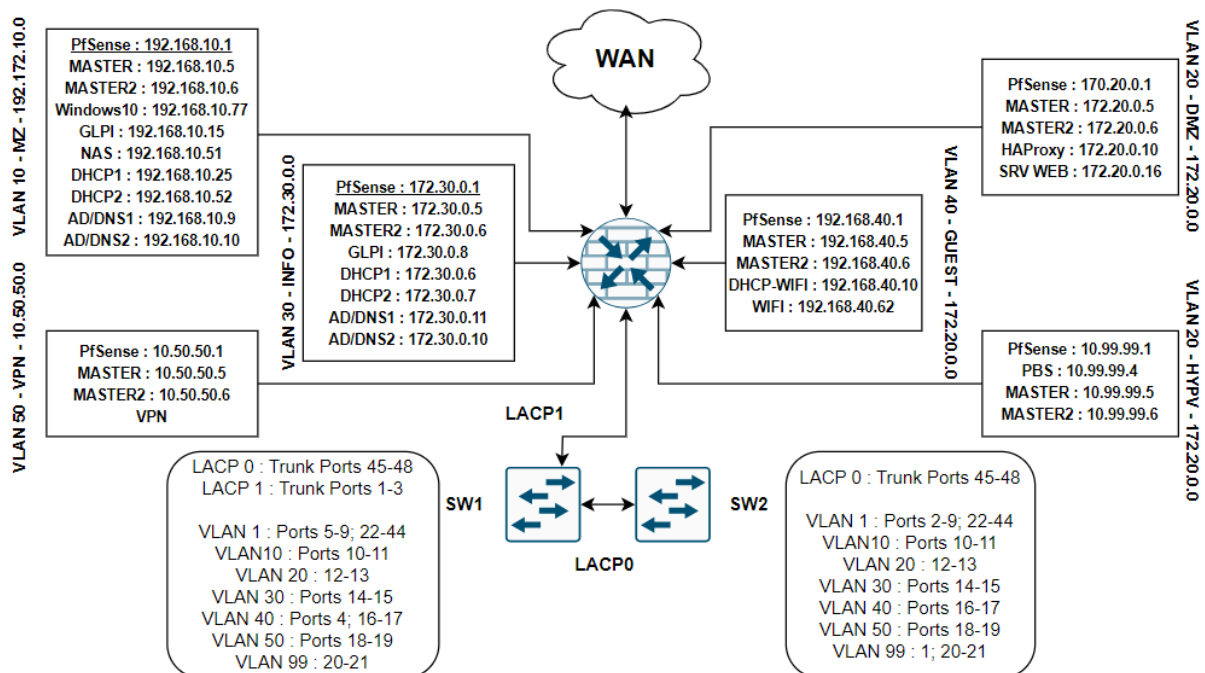 VLAN 10 - MZ - 192.172.10.0
PfSense : 192.168.10.1
MASTER : 192.168.10.5
MASTER2 : 192.168.10.6
Windows10 : 192.168.10.77
GLPI : 192.168.10.15
NAS : 192.168.10.51
DHCP1 : 192.168.10.25
DHCP2 : 192.168.10.52
AD/DNS1 : 192.168.10.9
AD/DNS2 : 192.168.10.10
WAN
PfSense : 170.20.0.1
MASTER : 172.20.0.5
MASTER2 : 172.20.0.6
HAProxy : 172.20.0.10
SRV WEB : 172.20.0.16
VLAN 20 - DMZ - 172.20.0.0
VLAN 30 - INFO - 172.30.0.0
PfSense : 172.30.0.1
MASTER : 172.30.0.5
MASTER2 : 172.30.0.6
GLPI : 172.30.0.8
DHCP1 : 172.30.0.6
DHCP2 : 172.30.0.7
AD/DNS1 : 172.30.0.11
AD/DNS2 : 172.30.0.10
PfSense : 192.168.40.1
MASTER : 192.168.40.5
MASTER2 : 192.168.40.6
DHCP-WIFI : 192.168.40.10
WIFI : 192.168.40.62
VLAN 40 - GUEST - 172.20.0.0
VLAN 50 - VPN - 10.50.50.0
PfSense : 10.50.50.1
MASTER : 10.50.50.5
MASTER2 : 10.50.50.6
VPN
PfSense : 10.99.99.1
PBS : 10.99.99.4
MASTER : 10.99.99.5
MASTER2 : 10.99.99.6
VLAN 20 - HYPV - 172.20.0.0
LACP1
LACP 0 : Trunk Ports 45-48
LACP 1 : Trunk Ports 1-3
VLAN 1 : Ports 5-9; 22-44
VLAN10 : Ports 10-11
VLAN 20 : 12-13
VLAN 30 : Ports 14-15
VLAN 40 : Ports 4; 16-17
VLAN 50 : Ports 18-19
VLAN 99 : 20-21
SW1
SW2
LACP0
LACP 0 : Trunk Ports 45-48
VLAN 1 : Ports 2-9; 22-44
VLAN10 : Ports 10-11
VLAN 20 : 12-13
VLAN 30 : Ports 14-15
VLAN 40 : Ports 16-17
VLAN 50 : Ports 18-19
VLAN 99 : 1; 20-21